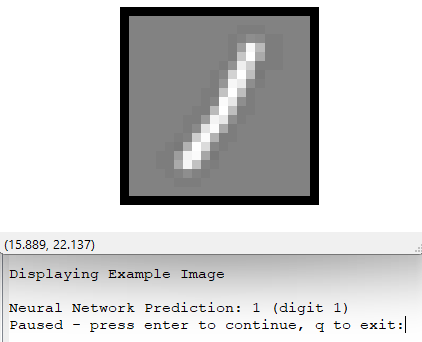 (15.889, 22.137)
Displaying Example Image
Neural Network Prediction: 1 (digit 1)
Paused - press enter to continue, q to exit: